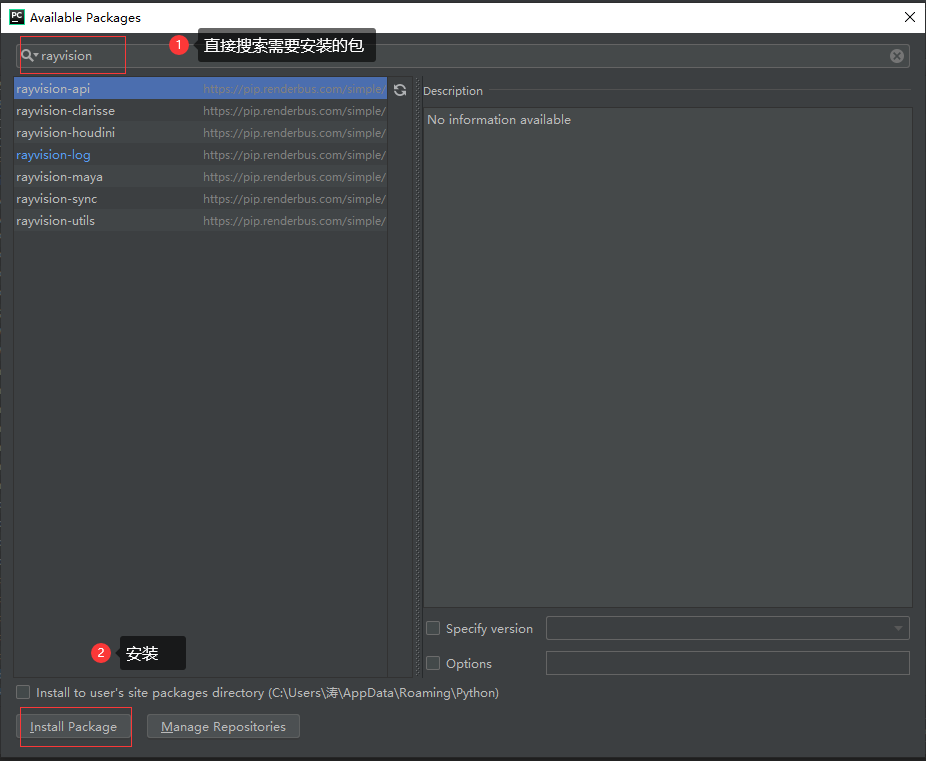 PC Available Packages
rayvision
1 直接搜索需要安装的包
rayvision-api https://pip.renderbus.com/simple/
rayvision-clarisse https://pip.renderbus.com/simple/
rayvision-houdini https://pip.renderbus.com/simple/
rayvision-log https://pip.renderbus.com/simple/
rayvision-maya https://pip.renderbus.com/simple/
rayvision-sync https://pip.renderbus.com/simple/
rayvision-utils https://pip.renderbus.com/simple/
Description
No information available
Specify version
Options
2 安装
Install to user's site packages directory (C:\Users\涛\AppData\Roaming\Python)
Install Package
Manage Repositories